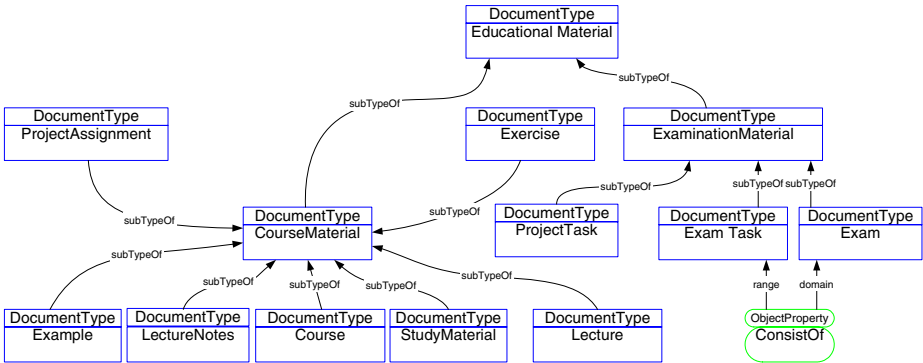 DocumentType
Educational Material
subTypeOf
subTypeOf
DocumentType
ProjectAssignment
DocumentType
Exercise
DocumentType
ExaminationMaterial
subTypeOf
subTypeOf
subTypeOf
subTypeOf
subTypeOf
DocumentType
CourseMaterial
DocumentType
ProjectTask
DocumentType
Exam Task
DocumentType
Exam
subTypeOf
subTypeOf
subTypeOf
subTypeOf
subTypeOf
range
domain
DocumentType
Example
DocumentType
LectureNotes
DocumentType
Course
DocumentType
StudyMaterial
DocumentType
Lecture
ObjectProperty
ConsistOf